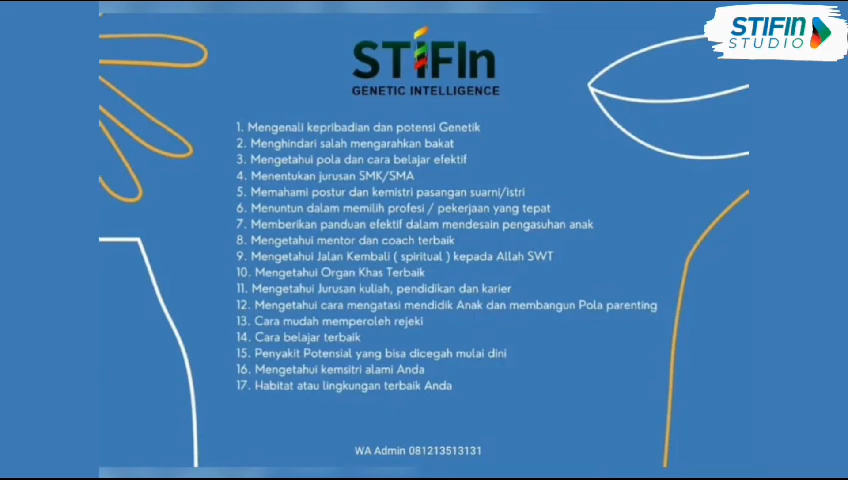 STIFIn
STUDIO
STIFIn
GENETIC INTELLIGENCE
1. Mengenali kepribadian dan potensi Genetik
2. Menghindari salah mengarahkan bakat
3. Mengetahui pola dan cara belajar efektif
4. Menentukan jurusan SMK/SMA
5. Memahami postur dan kemistri pasangan suarni/istri
6. Menuntun dalam memilih profesi / pekerjaan yang tepat
7. Memberikan panduan efektif dalam mendesain pengasuhan anak
8. Mengetahui mentor dan coach terbaik
9. Mengetahui Jalan Kembali ( spiritual ) kepada Allah SWT
10. Mengetahui Organ Khas Terbaik
11. Mengetahui Jurusan kuliah, pendidikan dan karier
12. Mengetahui cara mengatasi mendidik Anak dan membangun Pola parenting
13. Cara mudah memperoleh rejeki
14. Cara belajar terbaik
15. Penyakit Potensial yang bisa dicegah mulai dini
16. Mengetahui kemsitri alami Anda
17. Habitat atau lingkungan terbaik Anda
WA Admin 081213513131